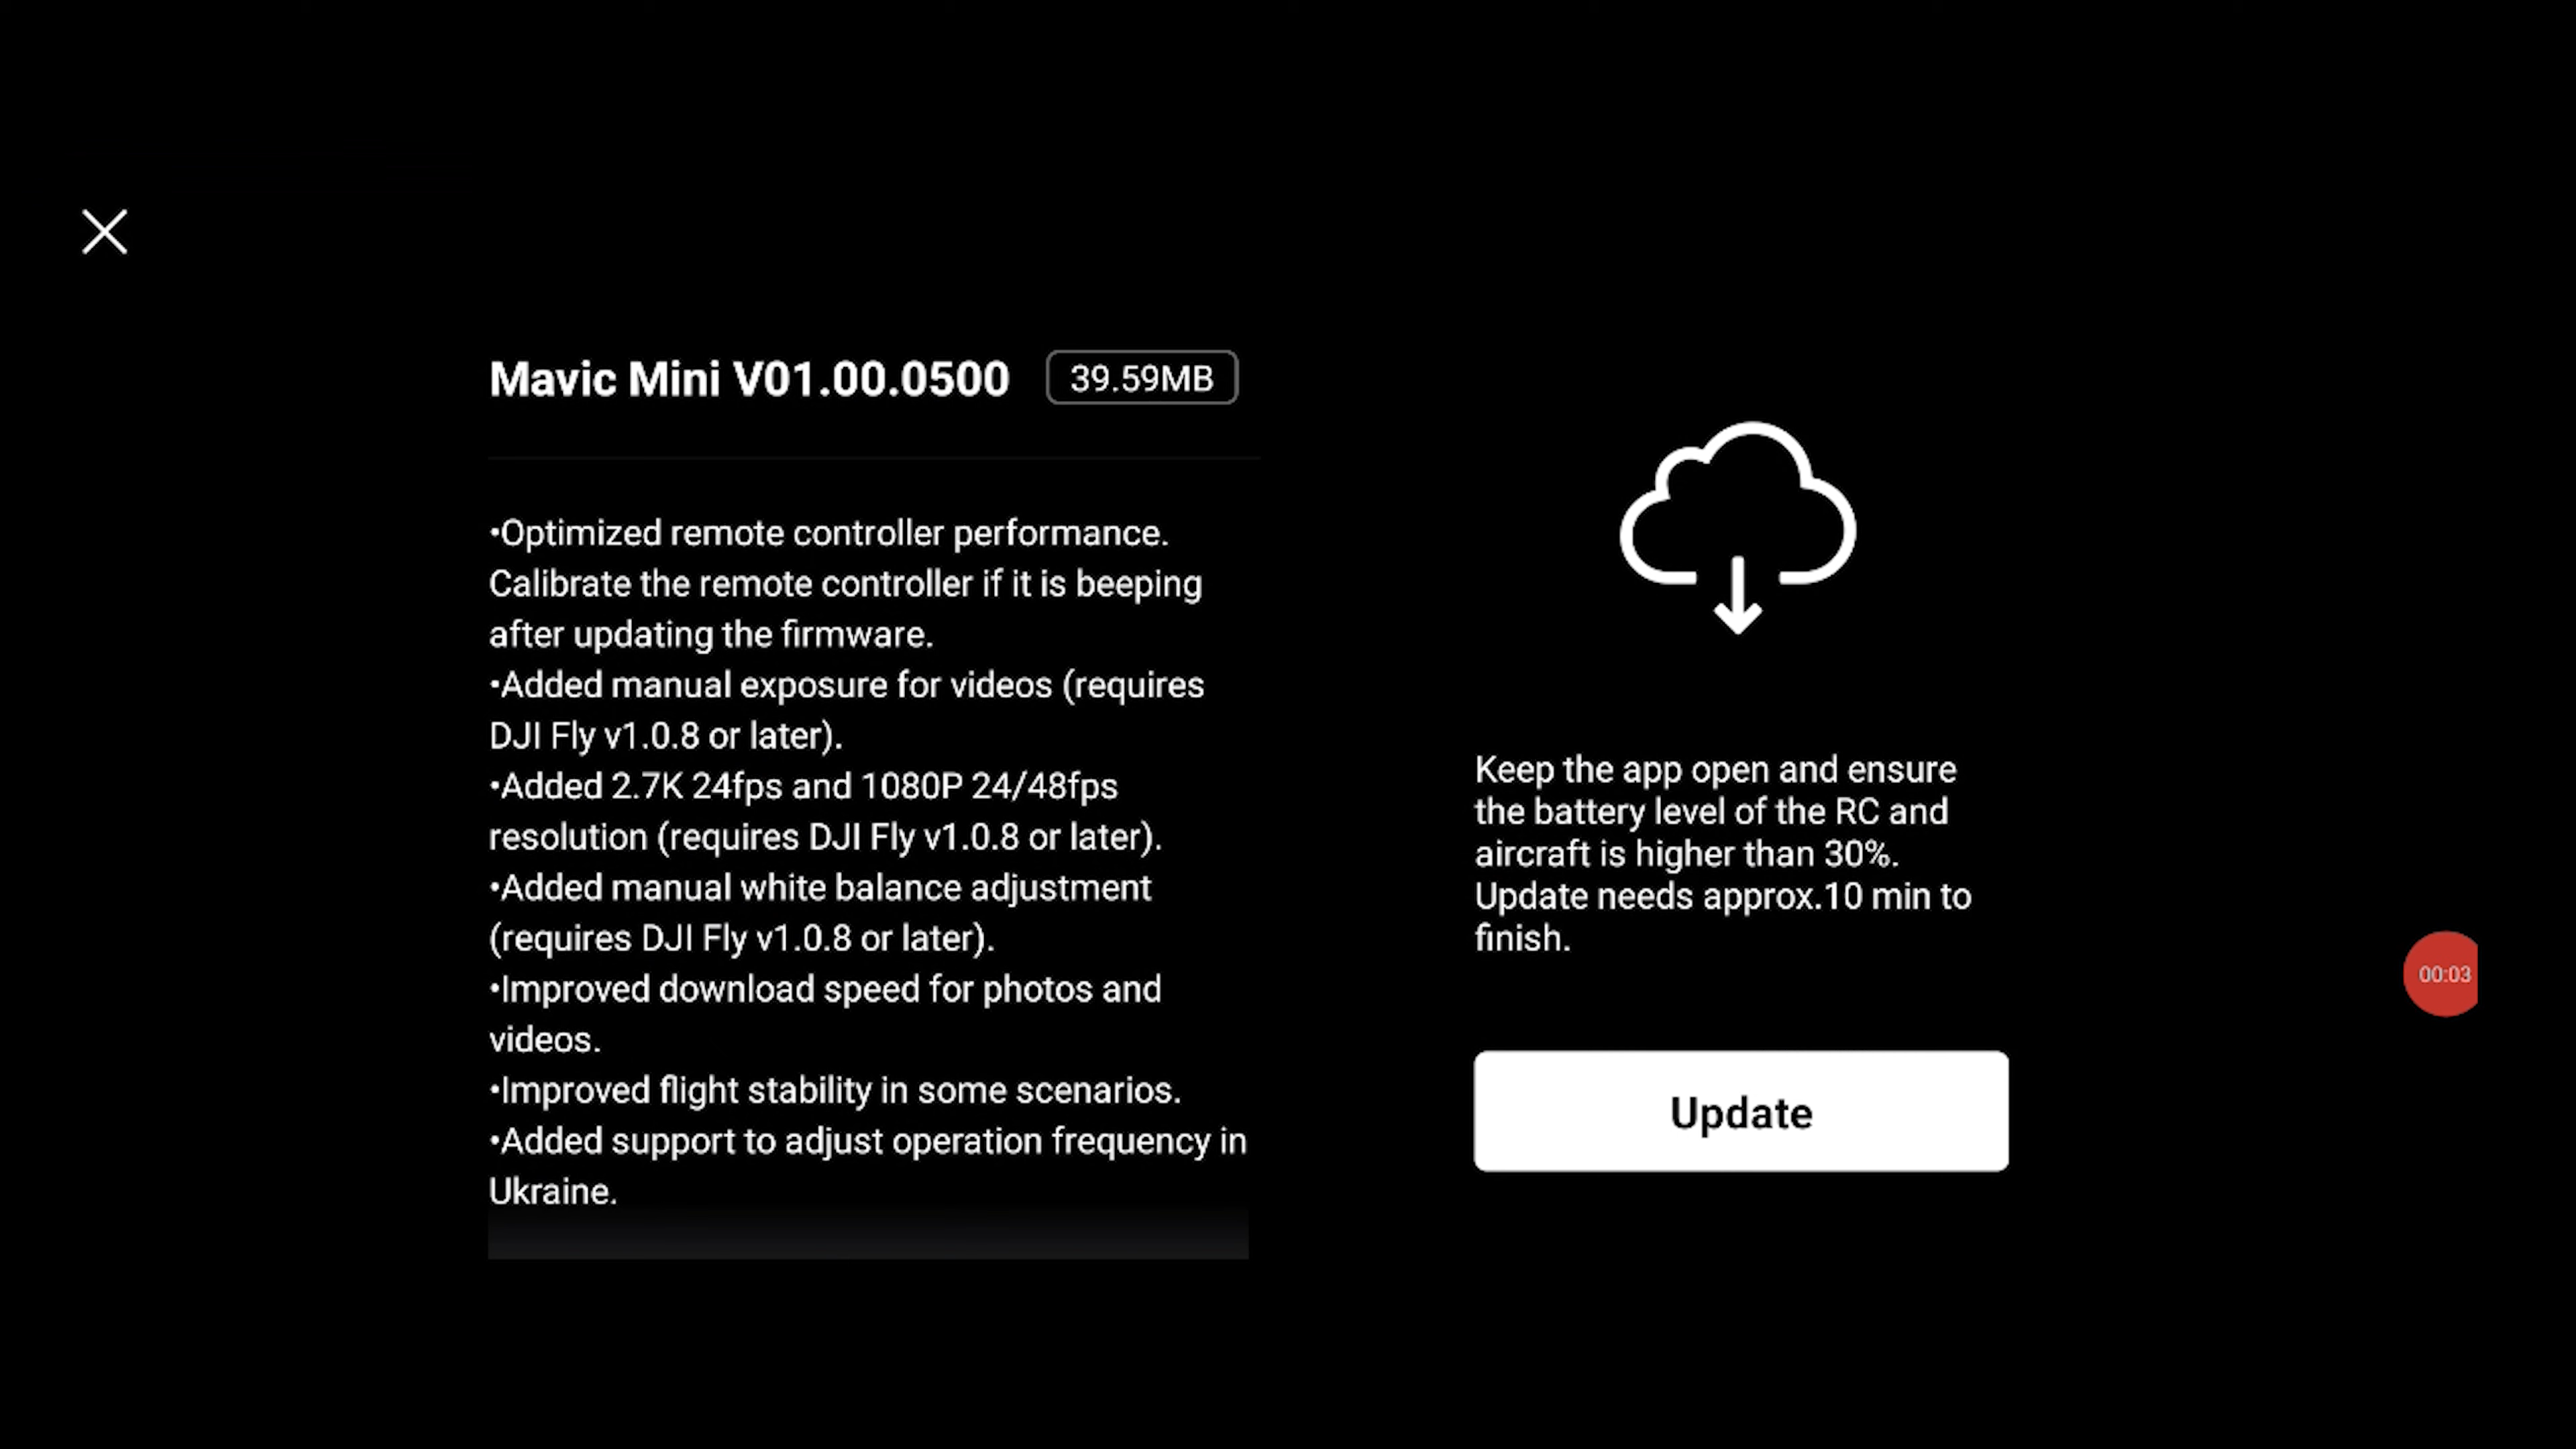 Mavic Mini V01.00.0500 39.59MB
•Optimized remote controller performance.
Calibrate the remote controller if it is beeping
after updating the firmware.
•Added manual exposure for videos (requires
DJI Fly v1.0.8 or later).
•Added 2.7K 24fps and 1080P 24/48fps
resolution (requires DJI Fly v1.0.8 or later).
•Added manual white balance adjustment
(requires DJI Fly v1.0.8 or later).
•Improved download speed for photos and
videos.
•Improved flight stability in some scenarios.
•Added support to adjust operation frequency in
Ukraine.
Keep the app open and ensure
the battery level of the RC and
aircraft is higher than 30%.
Update needs approx.10 min to
finish.
Update
00:03